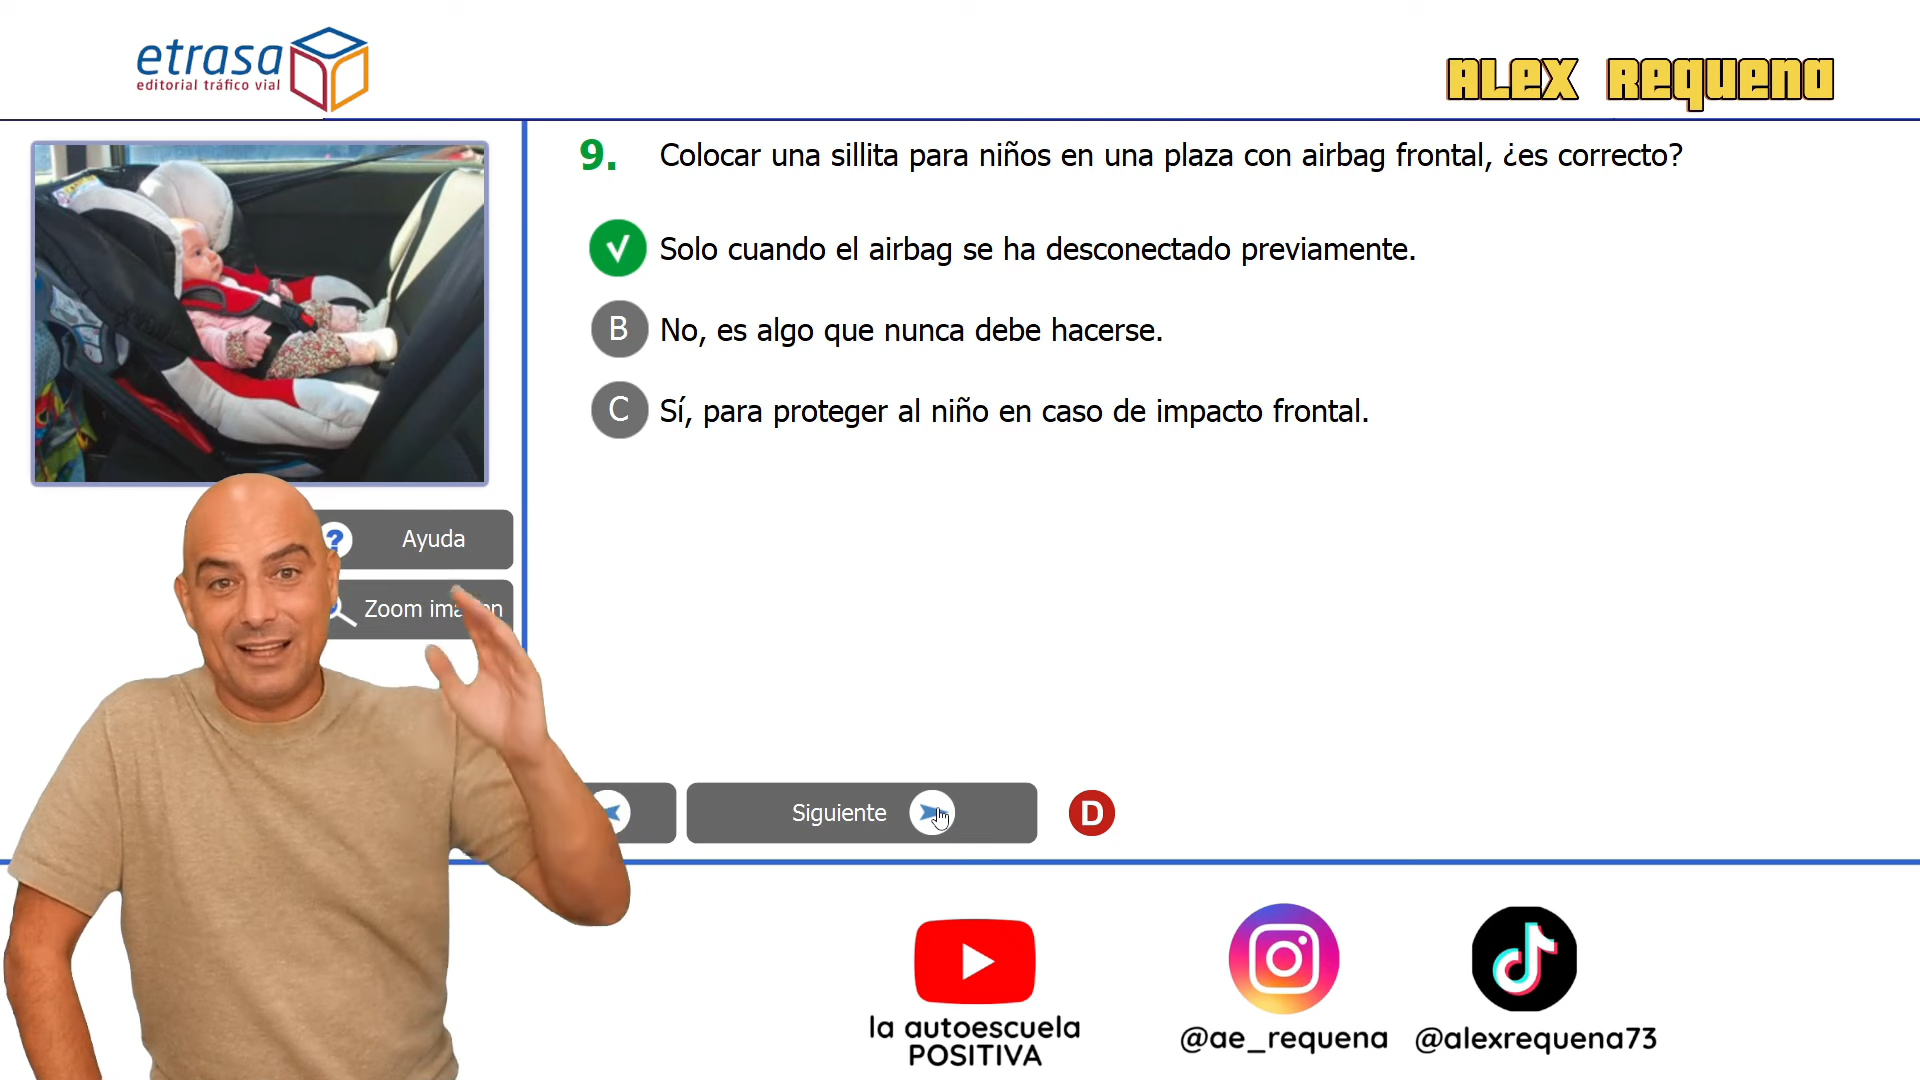 etrasa
editorial tráfico vial
ALEX REQUENA
9. Colocar una sillita para niños en una plaza con airbag frontal, ¿es correcto?
√ Solo cuando el airbag se ha desconectado previamente.
B No, es algo que nunca debe hacerse.
C Sí, para proteger al niño en caso de impacto frontal.
? Ayuda
Zoom imagen
Siguiente
D
la autoescuela
POSITIVA
@ae_requena
@alexrequena73